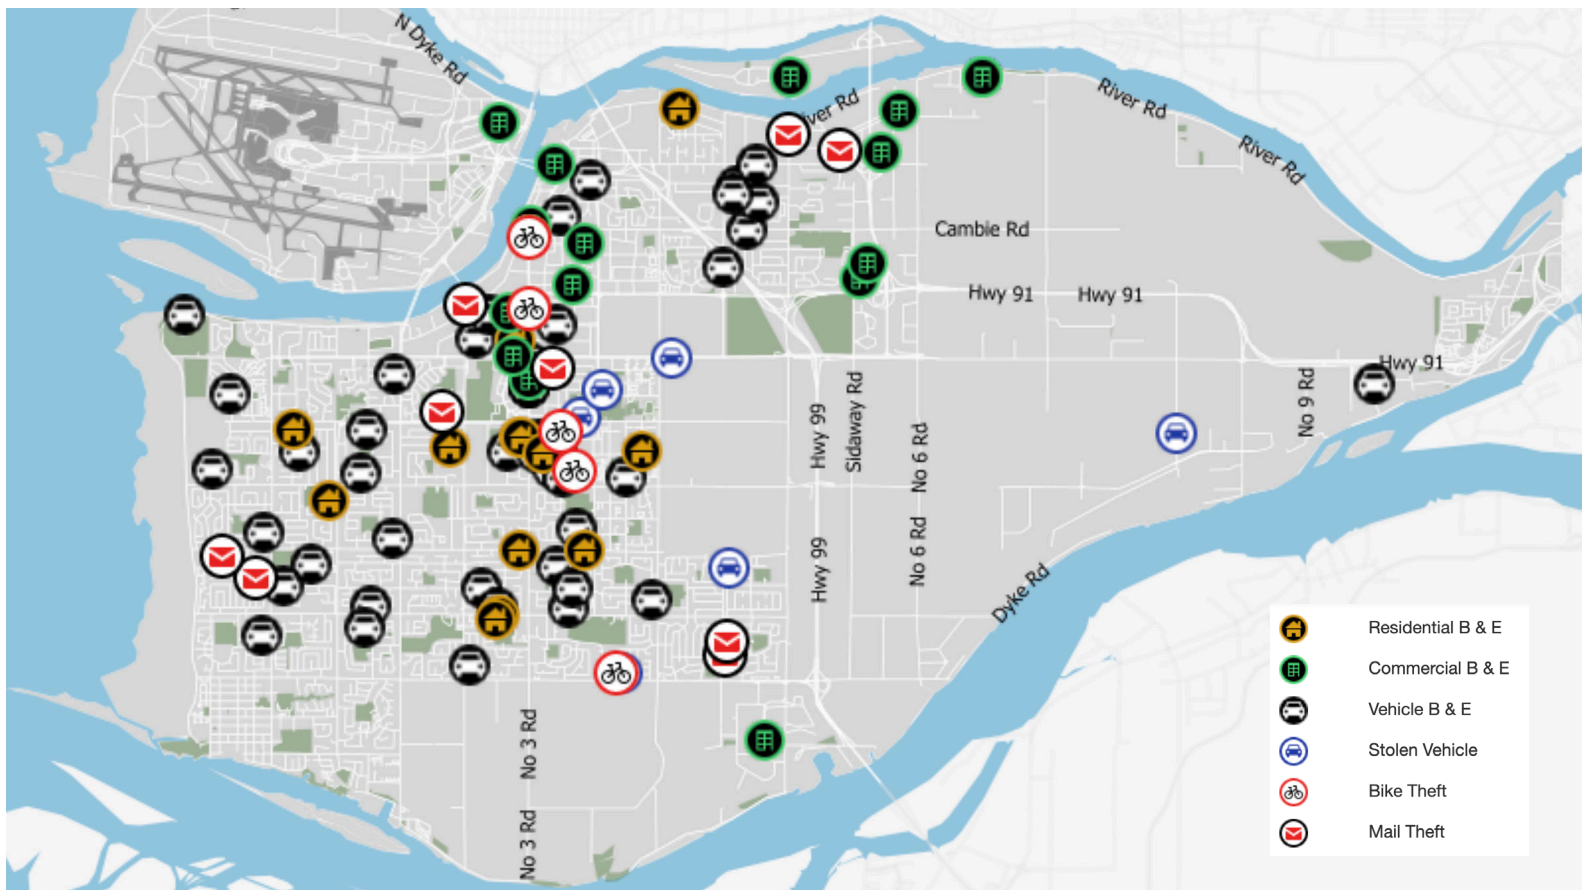 N Dyke Rd
River Rd
River Rd
River Rd
Cambie Rd
Hwy 91
Hwy 91
Hwy 91
No 9 Rd
Hwy 99
Sidaway Rd
No 6 Rd
Hwy 99
No 6 Rd
Dyke Rd
No 3 Rd
No 3 Rd
Residential B & E
Commercial B & E
Vehicle B & E
Stolen Vehicle
Bike Theft
Mail Theft